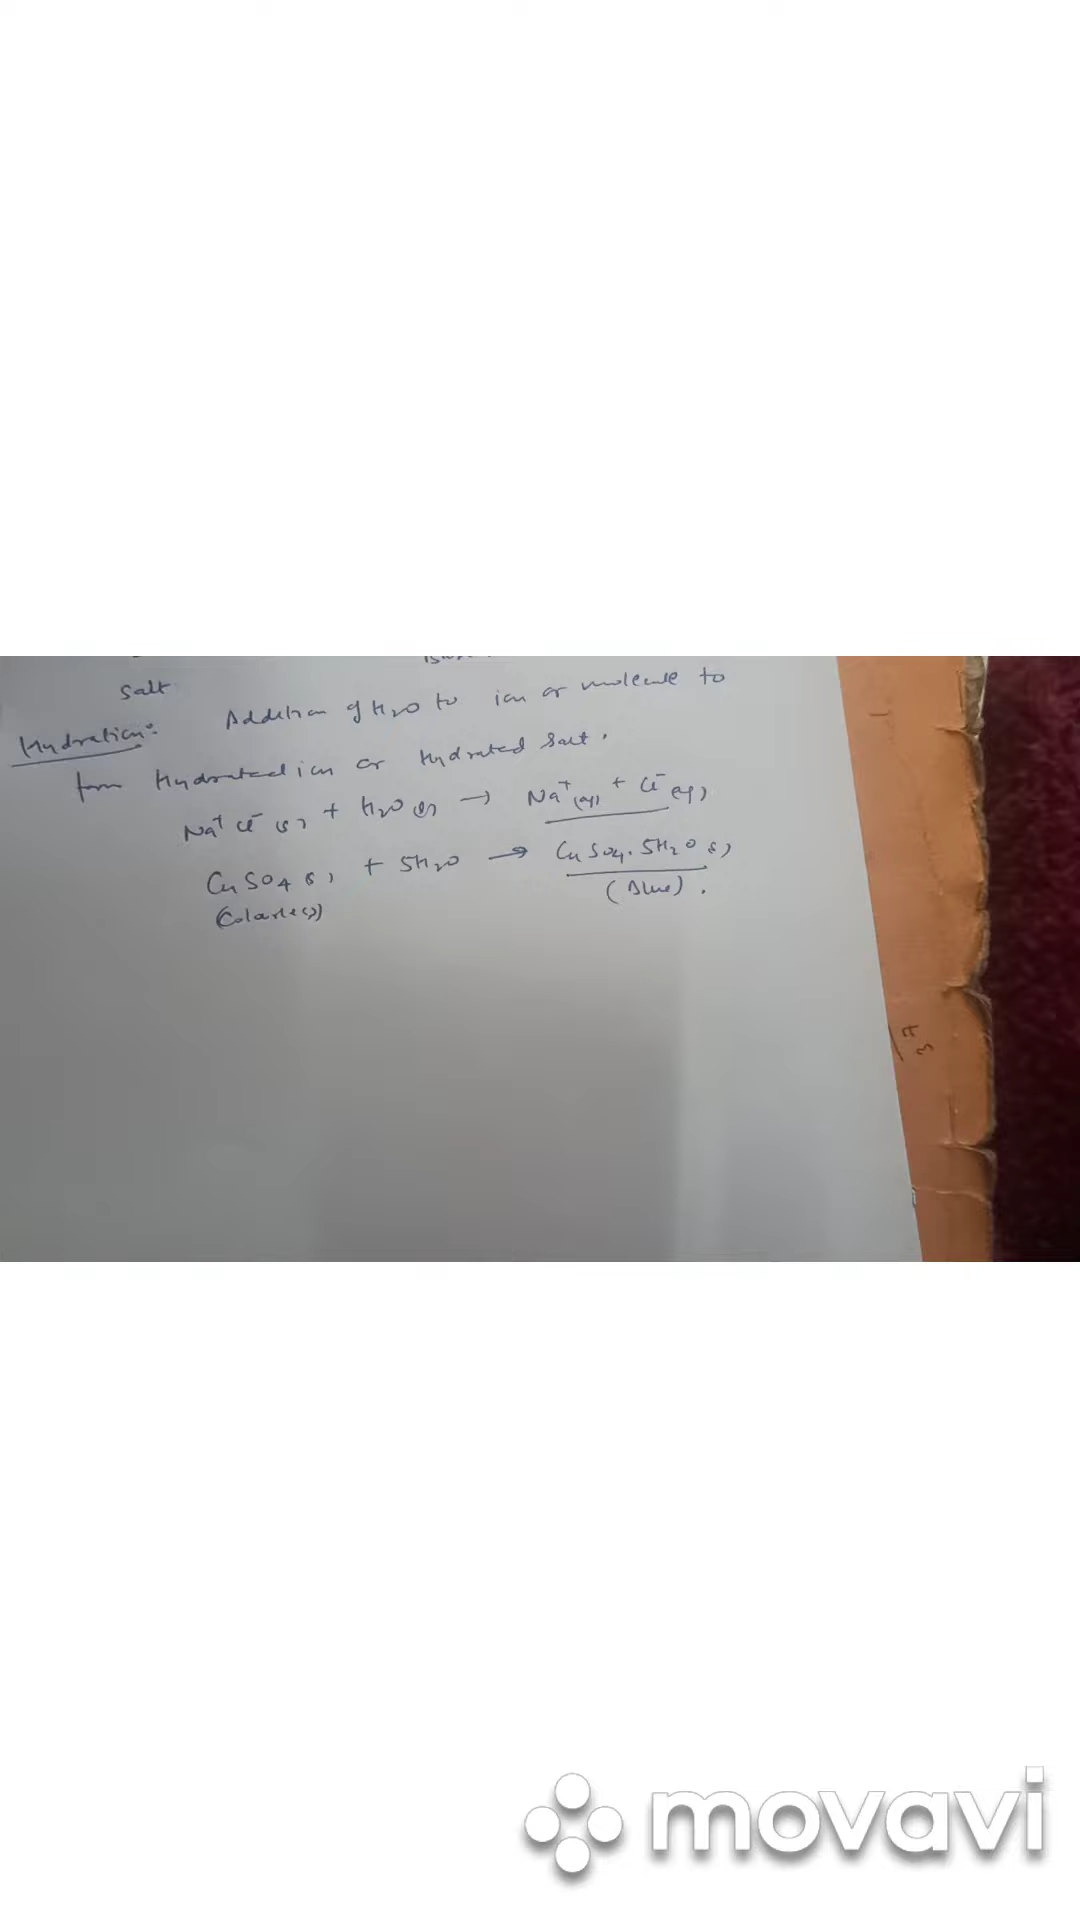 Salt
Hydration: Addition of H2O to ion or molecule to
form Hydrated ion or Hydrated salt.
Na+ Cl- (s) + H2O (l) → Na+ (aq) + Cl- (aq)
CuSO4 (s) + 5H2O → CuSO4. 5H2O (s)
(Colorless) (Blue).
movavi